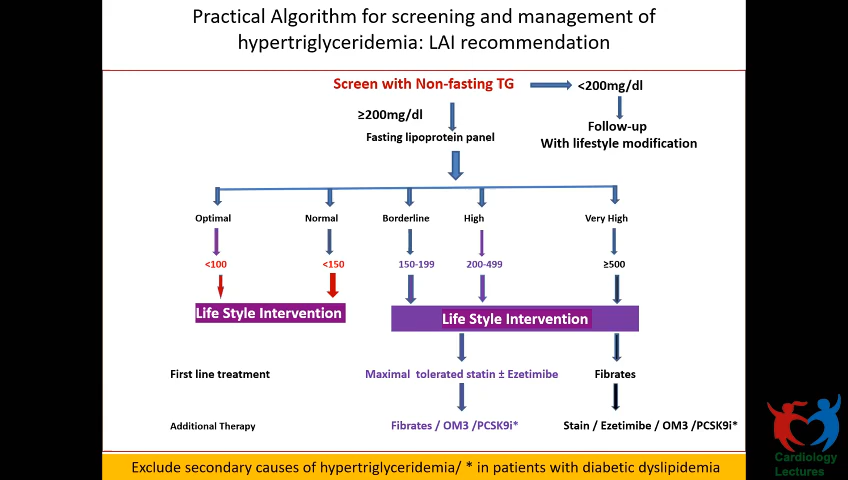 Practical Algorithm for screening and management of
hypertriglyceridemia: LAI recommendation
Screen with Non-fasting TG
<200mg/dl
≥200mg/dl
Fasting lipoprotein panel
Follow-up
With lifestyle modification
Optimal Normal Borderline High Very High
<100 <150 150-199 200-499 ≥500
Life Style Intervention
Life Style Intervention
First line treatment Maximal tolerated statin ± Ezetimibe Fibrates
Additional Therapy Fibrates / OM3 /PCSK9i* Stain / Ezetimibe / OM3 /PCSK9i*
Exclude secondary causes of hypertriglyceridemia/ * in patients with diabetic dyslipidemia
Cardiology
Lectures